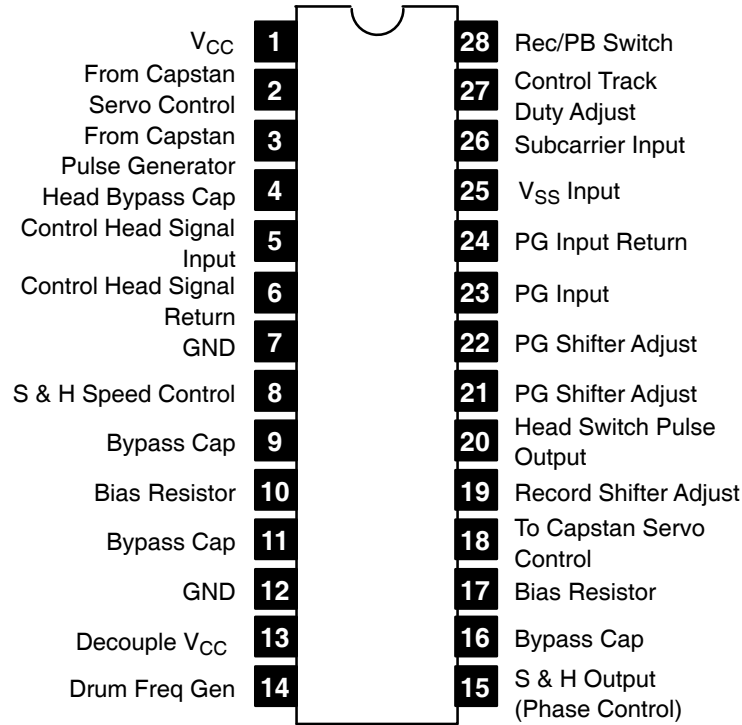 V_CC 1
From Capstan
Servo Control 2
From Capstan
Pulse Generator 3
Head Bypass Cap 4
Control Head Signal
Input 5
Control Head Signal
Return 6
GND 7
S & H Speed Control 8
Bypass Cap 9
Bias Resistor 10
Bypass Cap 11
GND 12
Decouple V_CC 13
Drum Freq Gen 14
28 Rec/PB Switch
27 Control Track
Duty Adjust
26 Subcarrier Input
25 V_SS Input
24 PG Input Return
23 PG Input
22 PG Shifter Adjust
21 PG Shifter Adjust
20 Head Switch Pulse
Output
19 Record Shifter Adjust
18 To Capstan Servo
Control
17 Bias Resistor
16 Bypass Cap
15 S & H Output
(Phase Control)